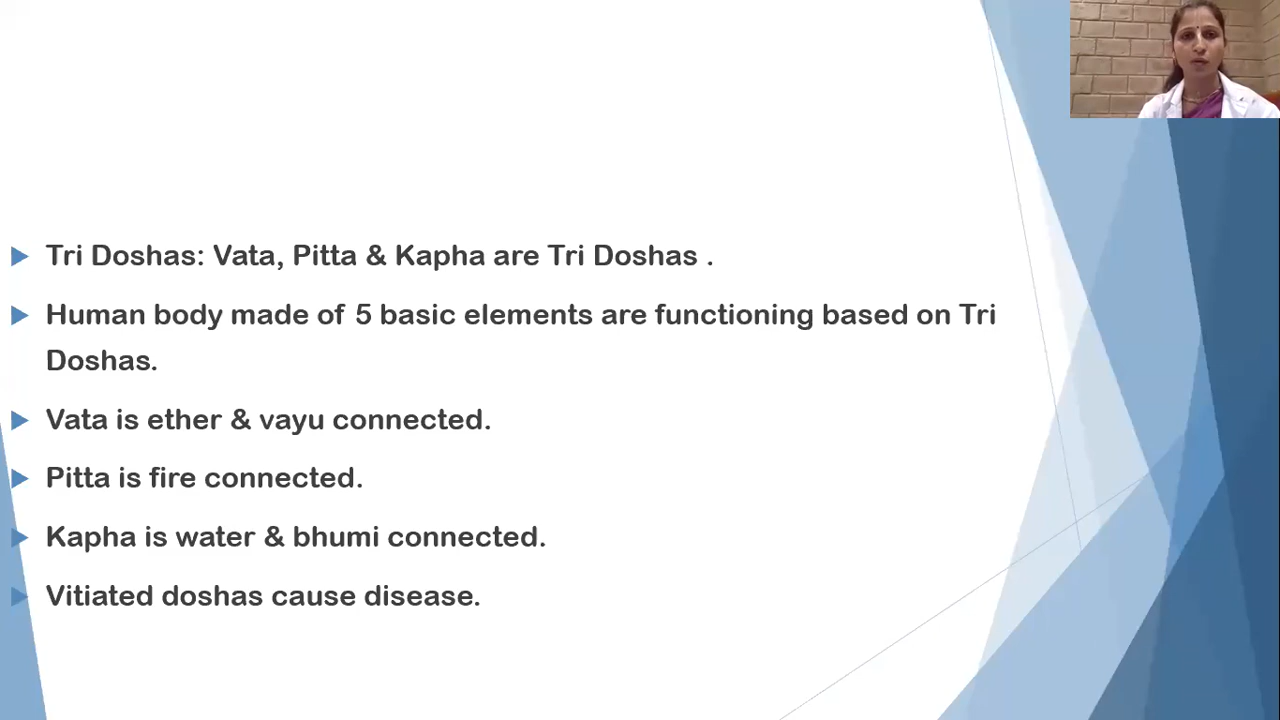 Tri Doshas: Vata, Pitta & Kapha are Tri Doshas .
Human body made of 5 basic elements are functioning based on Tri
Doshas.
Vata is ether & vayu connected.
Pitta is fire connected.
Kapha is water & bhumi connected.
Vitiated doshas cause disease.